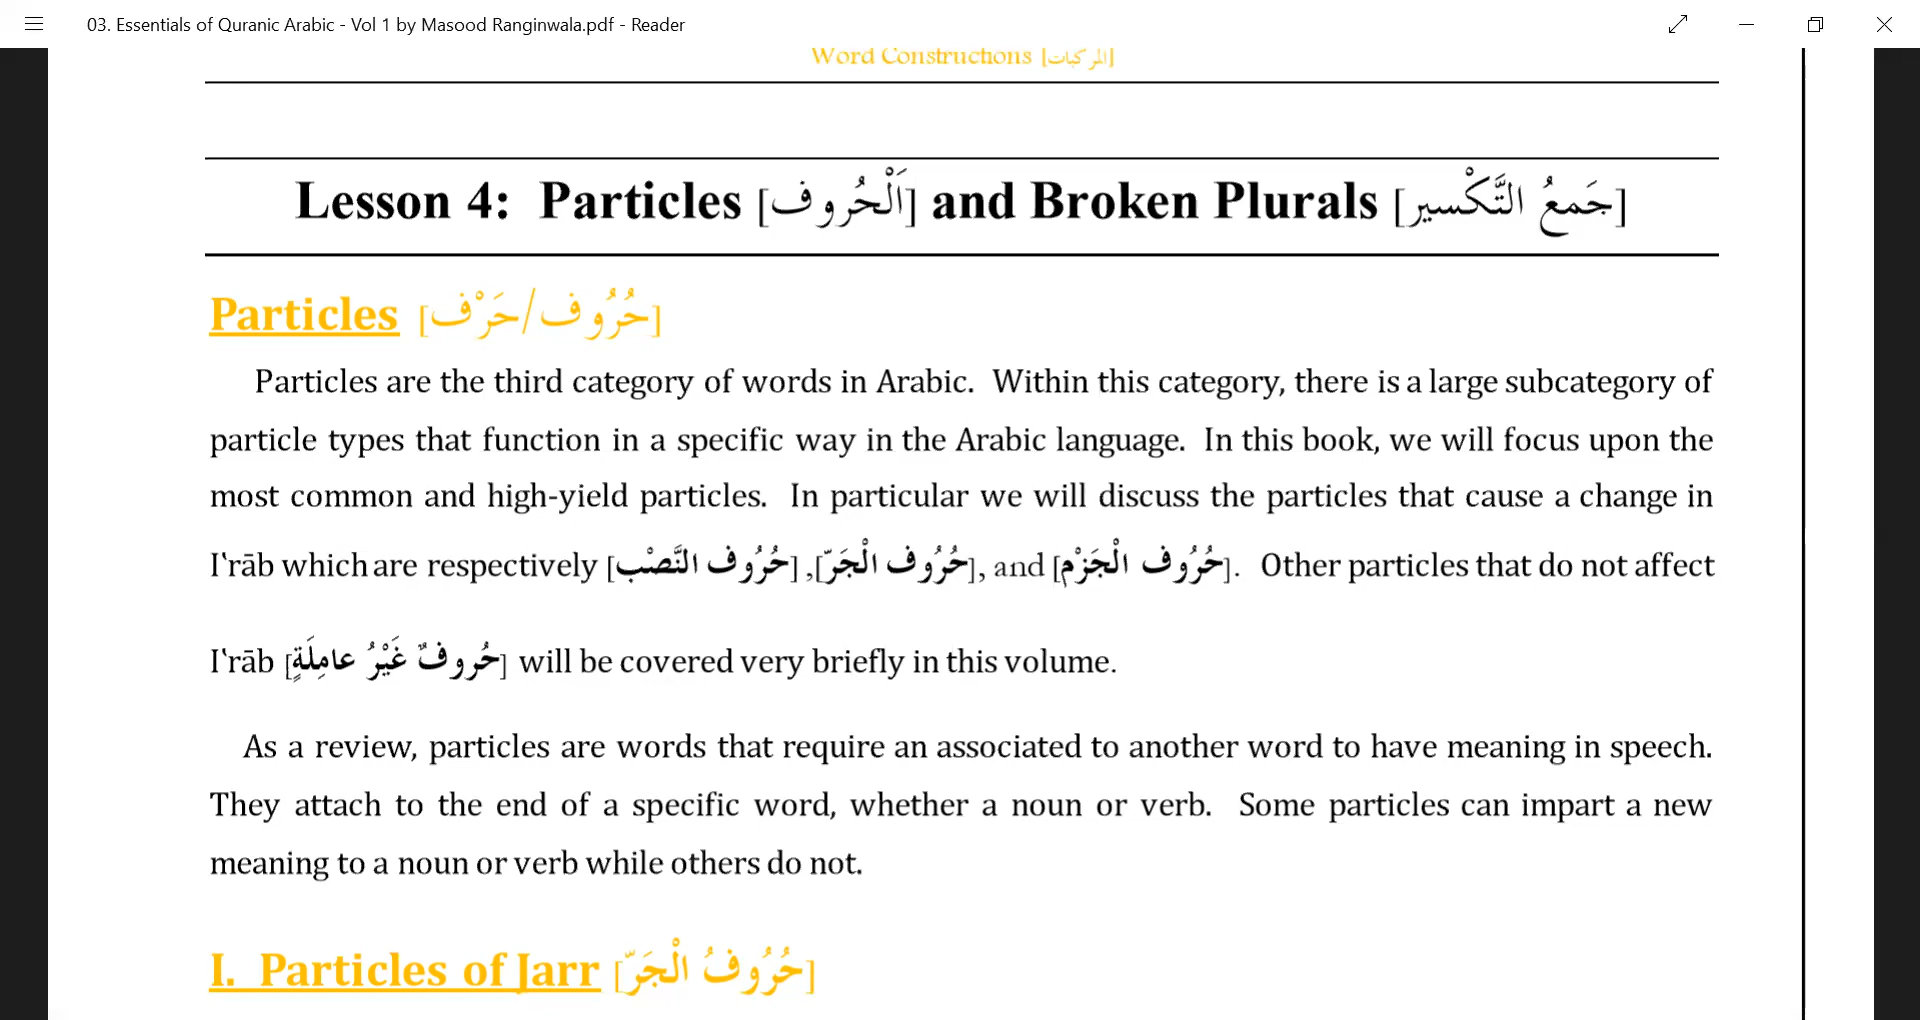 03. Essentials of Quranic Arabic - Vol 1 by Masood Ranginwala.pdf - Reader
Word Constructions [المركبات]
Lesson 4: Particles [اَلْحُروف] and Broken Plurals [جَمعُ التَّكْسير]
Particles [حُرُوف/حَرْف]
Particles are the third category of words in Arabic. Within this category, there is a large subcategory of
particle types that function in a specific way in the Arabic language. In this book, we will focus upon the
most common and high-yield particles. In particular we will discuss the particles that cause a change in
I‛rāb which are respectively [حُرُوف النَّصْب], [حُرُوف الْجَرّ], and [حُرُوف الْجَزْم]. Other particles that do not affect
I‛rāb [حُروفٌ غَيْرُ عامِلَةٍ] will be covered very briefly in this volume.
As a review, particles are words that require an associated to another word to have meaning in speech.
They attach to the end of a specific word, whether a noun or verb. Some particles can impart a new
meaning to a noun or verb while others do not.
I. Particles of Jarr [حُرُوفُ الْجَرّ]